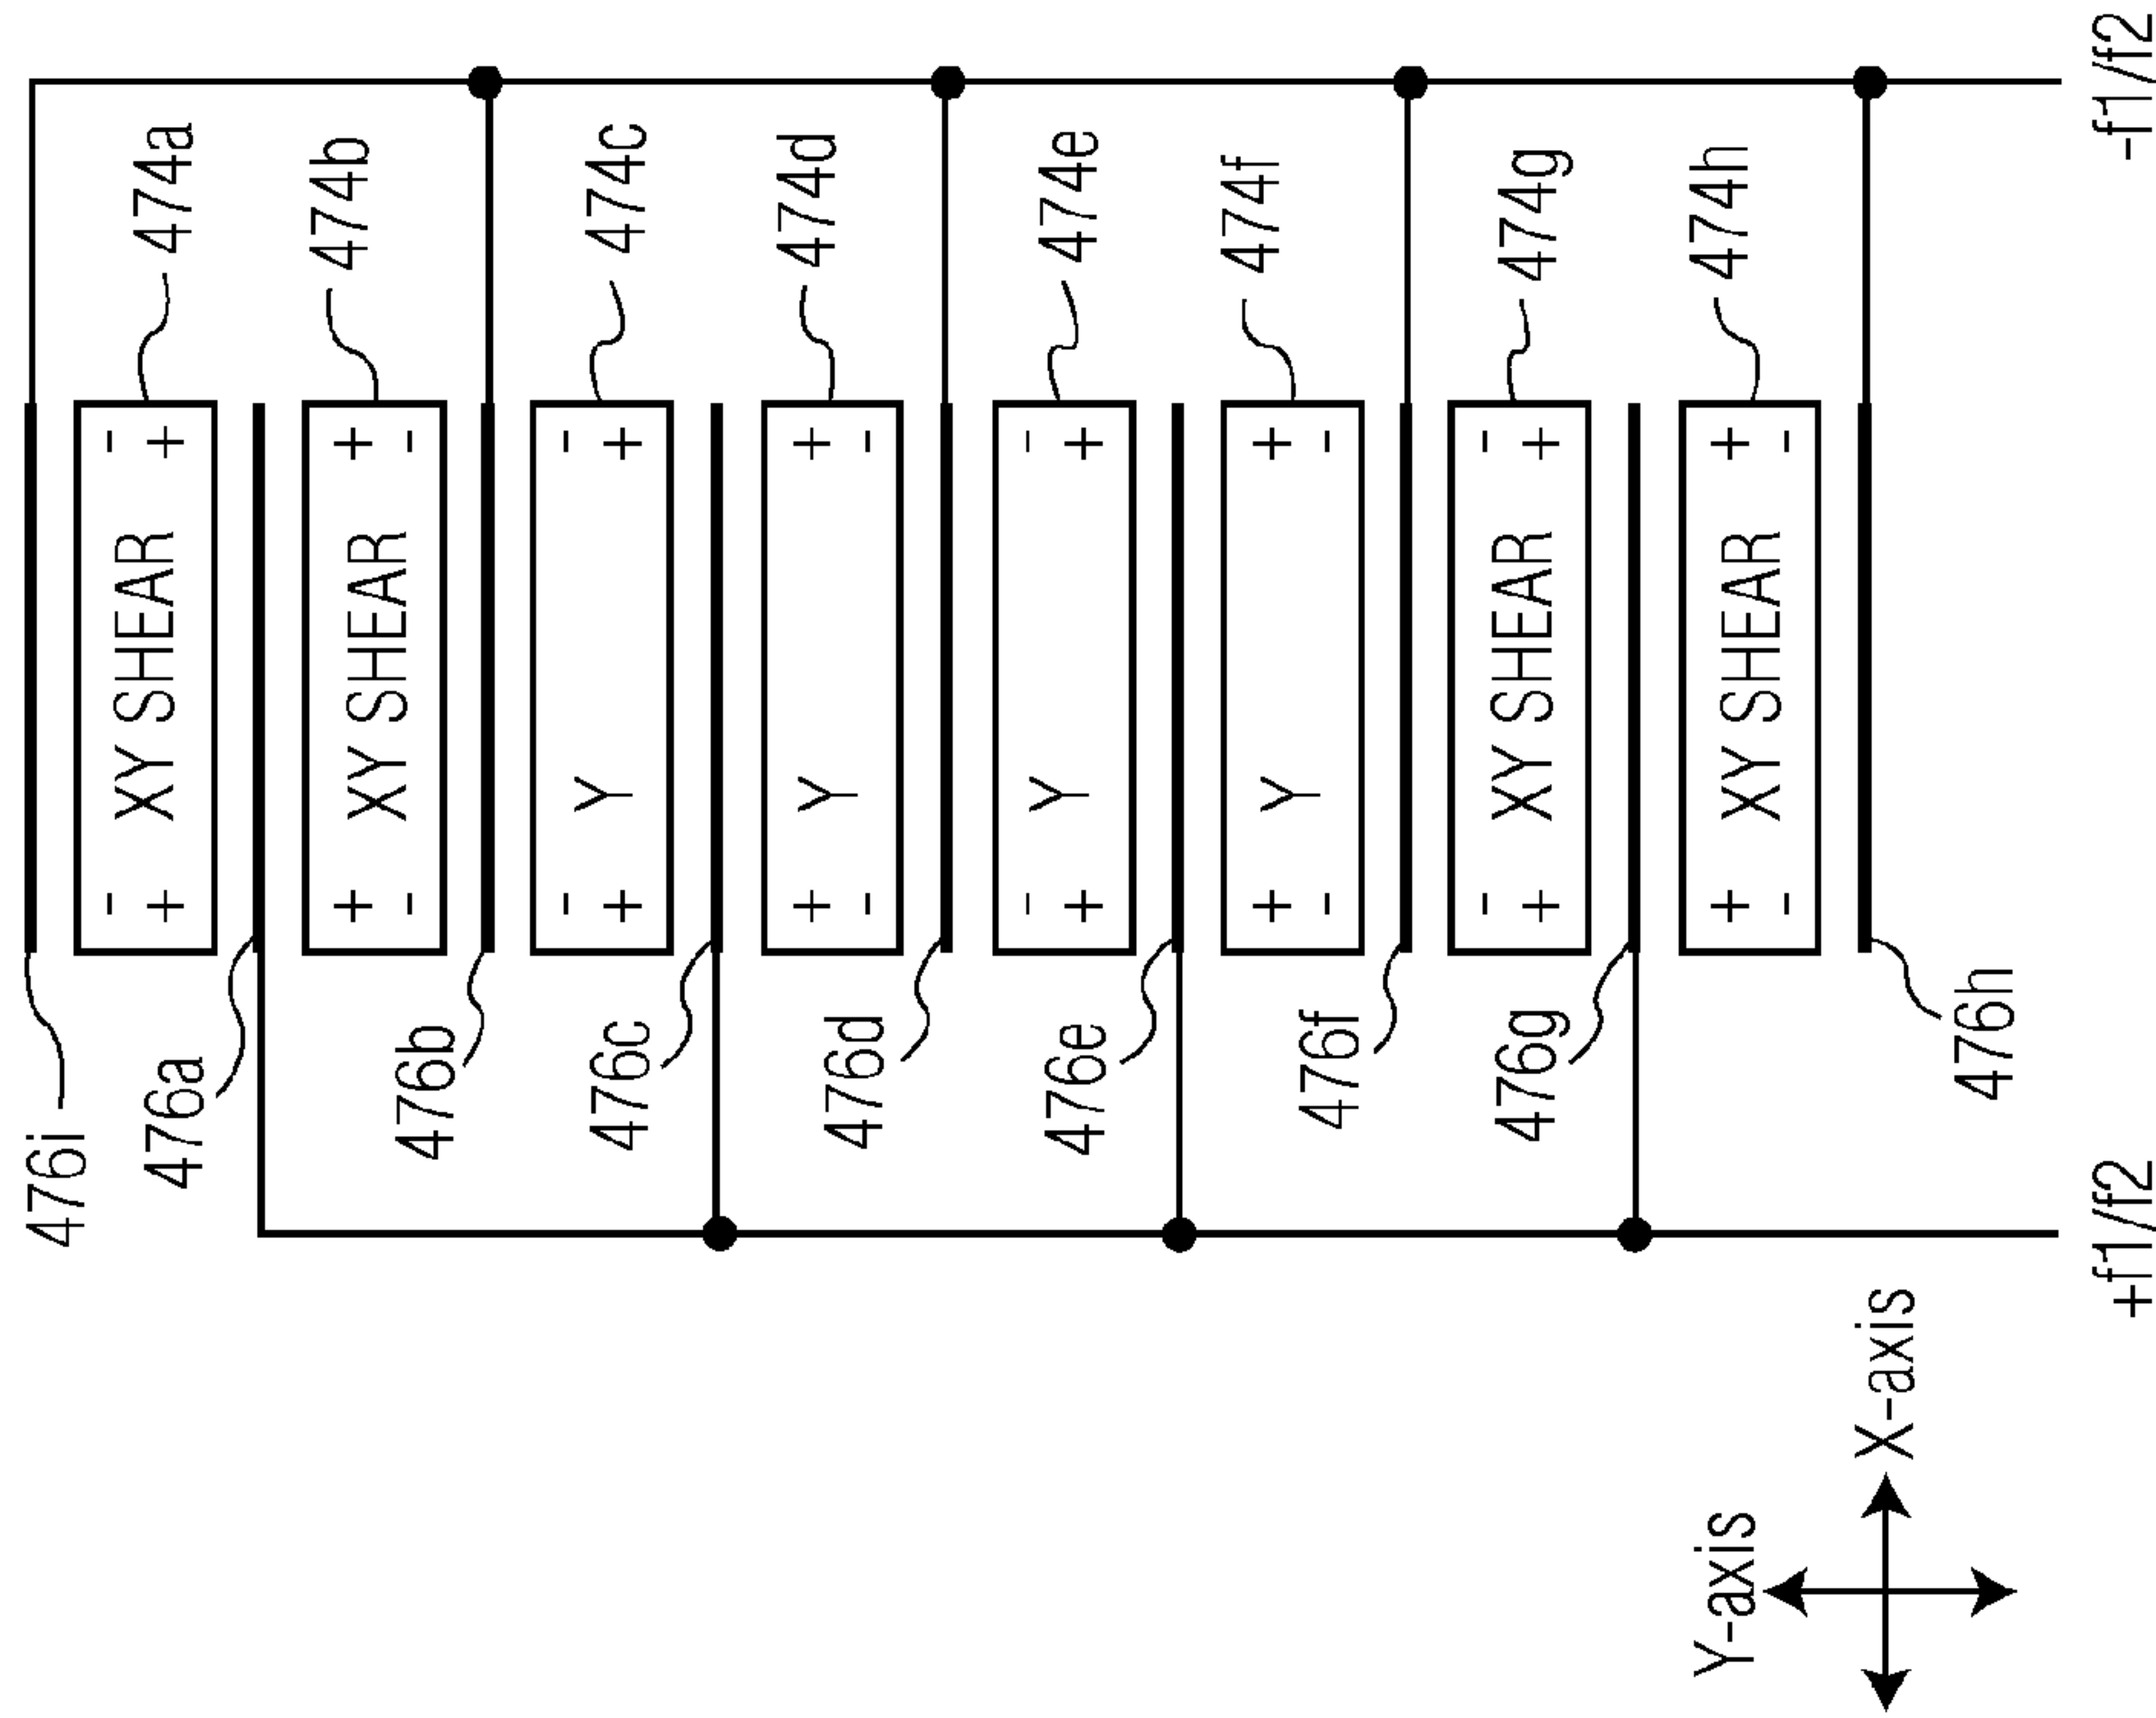 476i
476a
476b
476c
476d
476e
476f
476g
476h
- XY SHEAR -
+ +
474a
+ XY SHEAR +
- -
474b
- Y -
+ +
474c
+ Y +
- -
474d
- Y -
+ +
474e
+ Y +
- -
474f
- XY SHEAR -
+ +
474g
+ XY SHEAR +
- -
474h
Y-axis
X-axis
+f1/f2
-f1/f2